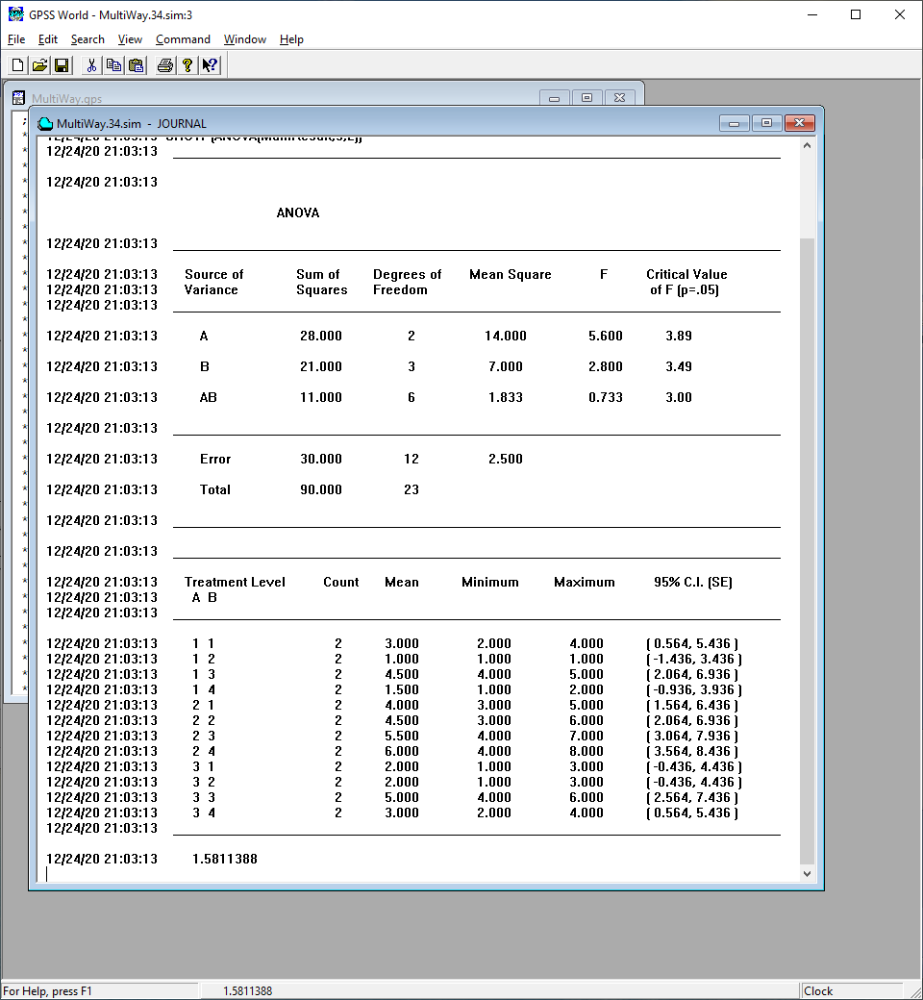 GPSS World - MultiWay.34.sim:3
File Edit Search View Command Window Help
MultiWay.gps
MultiWay.34.sim - JOURNAL
12/24/20 21:03:13
12/24/20 21:03:13
12/24/20 21:03:13
ANOVA
12/24/20 21:03:13
12/24/20 21:03:13 Source of Sum of Degrees of Mean Square F Critical Value
12/24/20 21:03:13 Variance Squares Freedom of F (p=.05)
12/24/20 21:03:13
12/24/20 21:03:13 A 28.000 2 14.000 5.600 3.89
12/24/20 21:03:13 B 21.000 3 7.000 2.800 3.49
12/24/20 21:03:13 AB 11.000 6 1.833 0.733 3.00
12/24/20 21:03:13
12/24/20 21:03:13 Error 30.000 12 2.500
12/24/20 21:03:13 Total 90.000 23
12/24/20 21:03:13
12/24/20 21:03:13
12/24/20 21:03:13 Treatment Level Count Mean Minimum Maximum 95% C.I. (SE)
12/24/20 21:03:13 A B
12/24/20 21:03:13
12/24/20 21:03:13 1 1 2 3.000 2.000 4.000 ( 0.564, 5.436 )
12/24/20 21:03:13 1 2 2 1.000 1.000 1.000 ( -1.436, 3.436 )
12/24/20 21:03:13 1 3 2 4.500 4.000 5.000 ( 2.064, 6.936 )
12/24/20 21:03:13 1 4 2 1.500 1.000 2.000 ( -0.936, 3.936 )
12/24/20 21:03:13 2 1 2 4.000 3.000 5.000 ( 1.564, 6.436 )
12/24/20 21:03:13 2 2 2 4.500 3.000 6.000 ( 2.064, 6.936 )
12/24/20 21:03:13 2 3 2 5.500 4.000 7.000 ( 3.064, 7.936 )
12/24/20 21:03:13 2 4 2 6.000 4.000 8.000 ( 3.564, 8.436 )
12/24/20 21:03:13 3 1 2 2.000 1.000 3.000 ( -0.436, 4.436 )
12/24/20 21:03:13 3 2 2 2.000 1.000 3.000 ( -0.436, 4.436 )
12/24/20 21:03:13 3 3 2 5.000 4.000 6.000 ( 2.564, 7.436 )
12/24/20 21:03:13 3 4 2 3.000 2.000 4.000 ( 0.564, 5.436 )
12/24/20 21:03:13
12/24/20 21:03:13 1.5811388
For Help, press F1 1.5811388 Clock